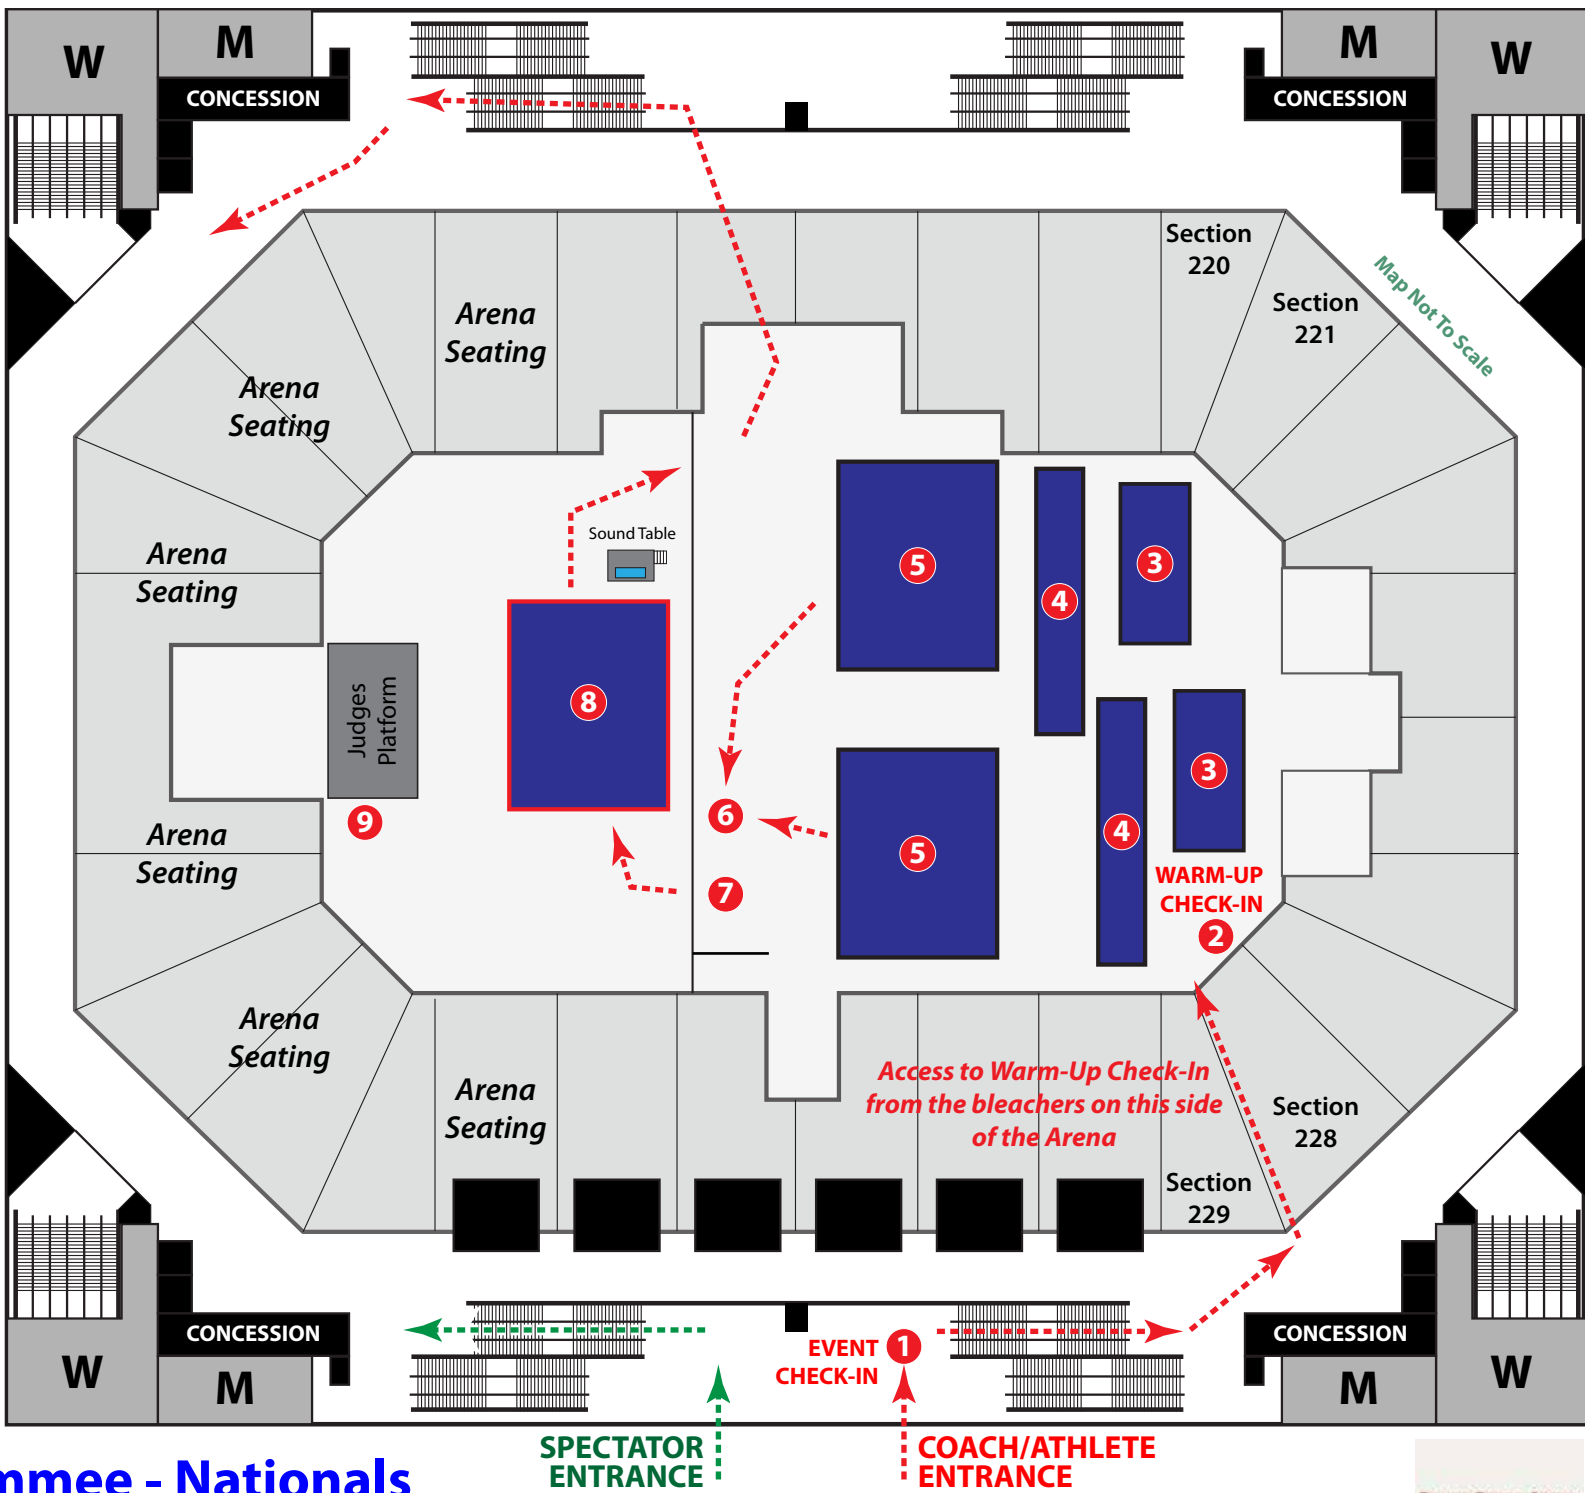 W
M
M
W
CONCESSION
CONCESSION
Section
220
Map Not To Scale
Section
221
Arena
Seating
Arena
Seating
Sound Table
Arena
Seating
5
3
4
8
Judges
Platform
3
6
9
4
5
Arena
Seating
WARM-UP
CHECK-IN
7
2
Arena
Seating
Access to Warm-Up Check-In
from the bleachers on this side
of the Arena
Arena
Seating
Section
228
Section
229
CONCESSION
EVENT
CHECK-IN
1
CONCESSION
W
M
M
W
SPECTATOR
ENTRANCE
COACH/ATHLETE
ENTRANCE
mmee - Nationals